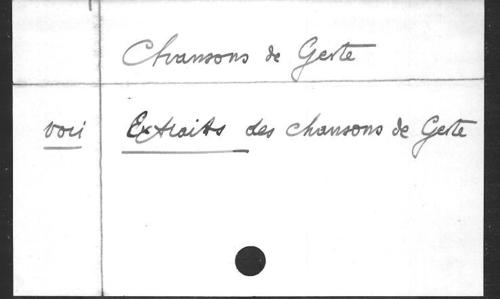 Chansons de Geste
voir Extraits des chansons de Geste